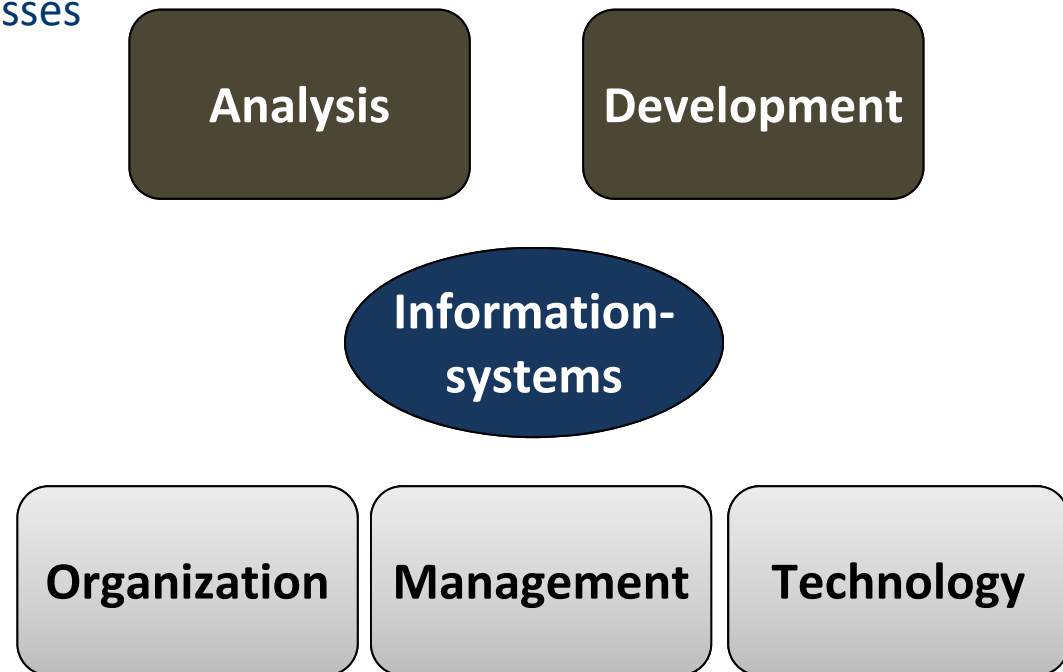 sses
Analysis
Development
Information-
systems
Organization
Management
Technology